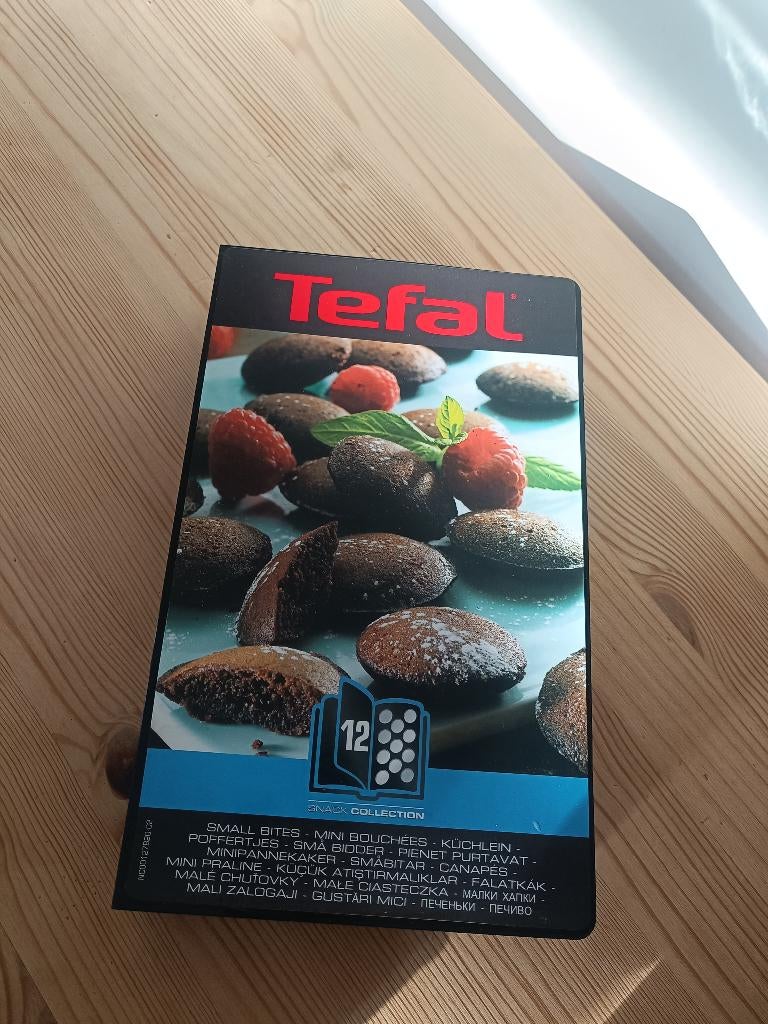 Tefal®
12
SNACK COLLECTION
SMALL BITES - MINI BOUCHÉES - KÜCHLEIN -
POFFERTJES - SMÅ BIDDER - PIENET PURTAVAT -
MINIPANNEKAKER - SMÅBITAR - CANAPÉS -
MINI PRALINE - KÜÇÜK ATIŞTIRMALIKLAR - FALATKÁK -
MALÉ CHUŤOVKY - MAŁE CIASTECZKA - МАЛКИ ХАПКИ -
MALI ZALOGAJI - GUSTĂRI MICI - ПЕЧЕНЬКИ - ПЕЧИВО